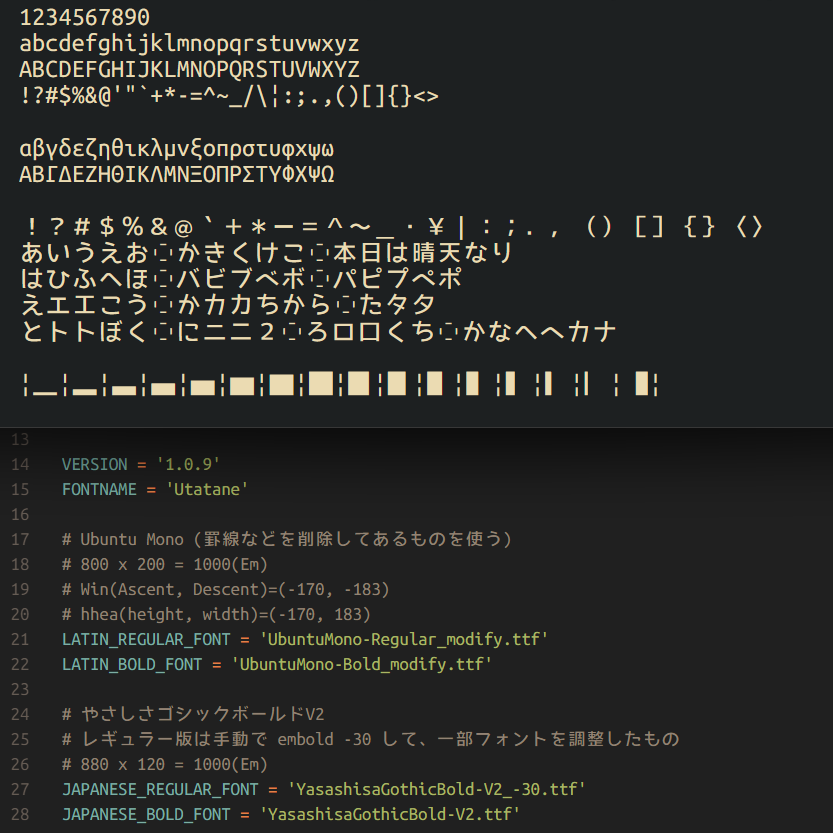 1234567890
abcdefghijklmnopqrstuvwxyz
ABCDEFGHIJKLMNOPQRSTUVWXYZ
!?#$%&@'"`+*-=^~_/\¦:;.,()[]{}<>
αβγδεζηθικλμνξοπρστυφχψω
ΑΒΓΔΕΖΗΘΙΚΛΜΝΞΟΠΡΣΤΥΦΧΨΩ
！？＃＄％＆＠｀＋＊ー＝＾～＿・￥｜：；．，（）［］｛｝〈〉
あいうえお　かきくけこ　本日は晴天なり
はひふへほ　バビブベボ　パピプペポ
えエ工こう　か力カちから　たタ夕
とト卜ぼく　に二ニ２　ろロ口くち　かなへヘカナ
¦▁¦▂¦▃¦▄¦▅¦▆¦▇¦█¦▉¦▊¦▋¦▌¦▍¦▎¦▏¦▐¦
13
14 VERSION = '1.0.9'
15 FONTNAME = 'Utatane'
16
17 # Ubuntu Mono (罫線などを削除してあるものを使う)
18 # 800 x 200 = 1000(Em)
19 # Win(Ascent, Descent)=(-170, -183)
20 # hhea(height, width)=(-170, 183)
21 LATIN_REGULAR_FONT = 'UbuntuMono-Regular_modify.ttf'
22 LATIN_BOLD_FONT = 'UbuntuMono-Bold_modify.ttf'
23
24 # やさしさゴシックボールドV2
25 # レギュラー版は手動で embold -30 して、一部フォントを調整したもの
26 # 880 x 120 = 1000(Em)
27 JAPANESE_REGULAR_FONT = 'YasashisaGothicBold-V2_-30.ttf'
28 JAPANESE_BOLD_FONT = 'YasashisaGothicBold-V2.ttf'